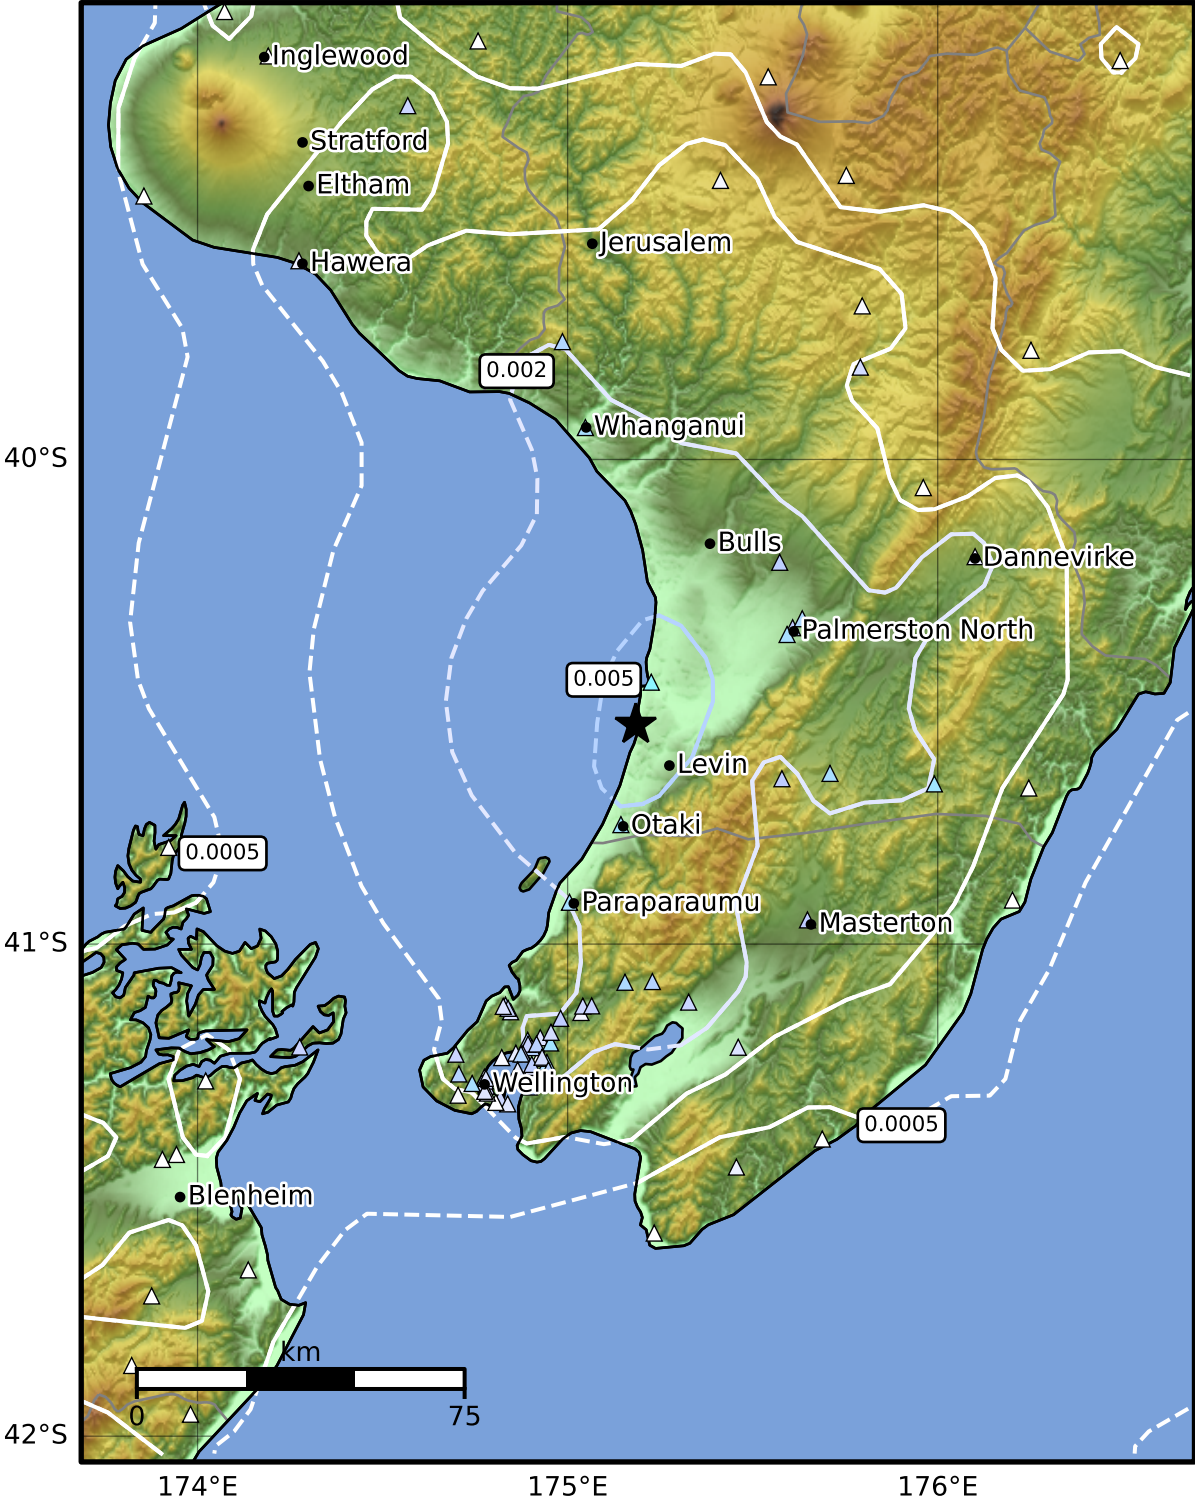 Inglewood
Stratford
Eltham
Jerusalem
Hawera
0.002
Whanganui
40°S
Bulls
Dannevirke
Palmerston North
0.005
Levin
Otaki
0.0005
Paraparaumu
Masterton
41°S
Wellington
0.0005
Blenheim
km
0 75
42°S
174°E 175°E 176°E